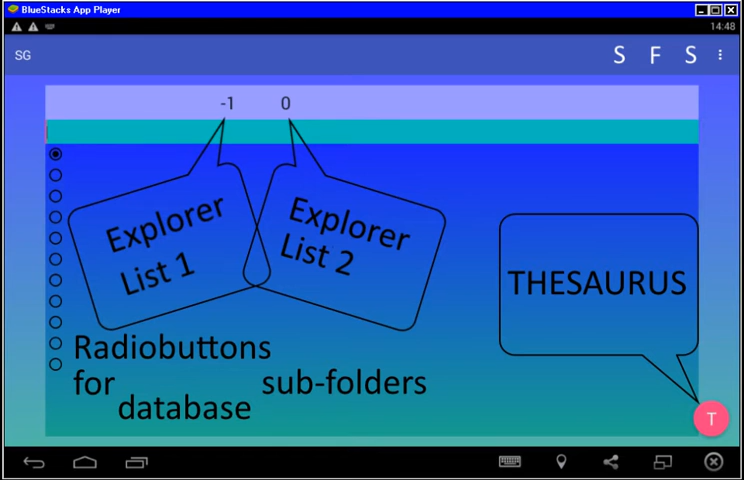 BlueStacks App Player
14:48
SG
S F S
-1 0
Explorer
List 1
Explorer
List 2
THESAURUS
Radiobuttons
for sub-folders
database
T